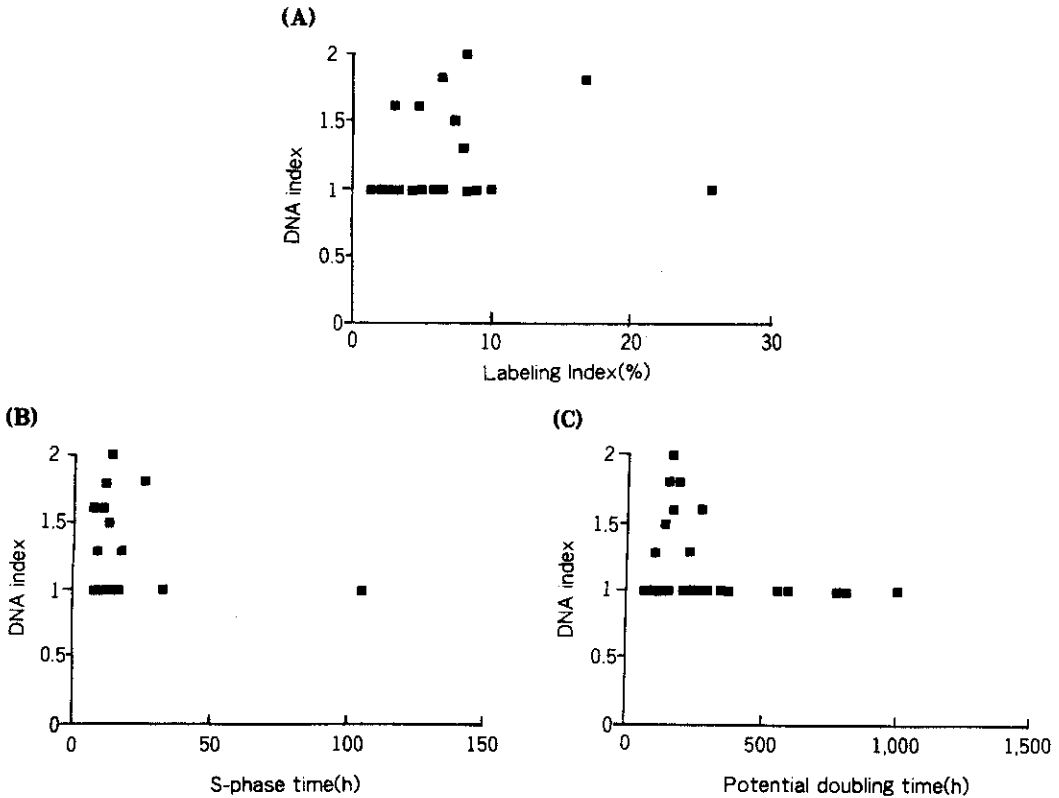 (A)
2
1.5
1
0.5
0
DNA index
0 10 20 30
Labeling Index(%)
(B)
2
1.5
1
0.5
0
DNA index
0 50 100 150
S-phase time(h)
(C)
2
1.5
1
0.5
0
DNA index
0 500 1,000 1,500
Potential doubling time(h)